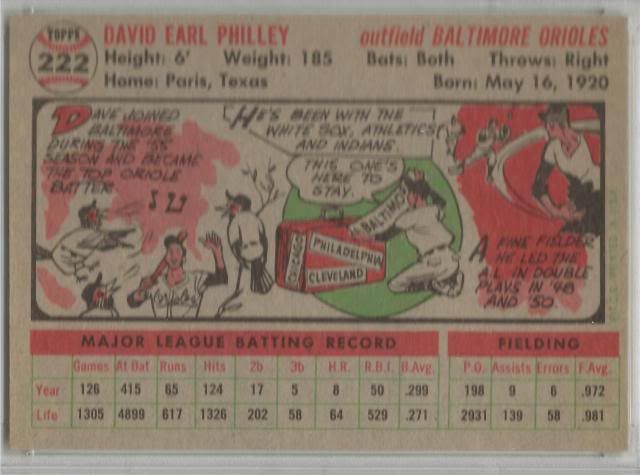 TOPPS
222
DAVID EARL PHILLEY
outfield BALTIMORE ORIOLES
Height: 6' Weight: 185 Bats: Both Throws: Right
Home: Paris, Texas Born: May 16, 1920
DAVE JOINED
BALTIMORE
DURING THE '55
SEASON AND BECAME
THE TOP ORIOLE
BATTER.
HE'S BEEN WITH THE
WHITE SOX, ATHLETICS
AND INDIANS.
THIS ONE'S
HERE TO
STAY.
BALTIMORE
CHICAGO
PHILADELPHIA
CLEVELAND
A FINE FIELDER,
HE LED THE
A.L. IN DOUBLE
PLAYS IN '48
AND '50.
MAJOR LEAGUE BATTING RECORD FIELDING
Games At Bat Runs Hits 2b 3b H.R. R.B.I. B.Avg. P.O. Assists Errors F.Avg.
Year 126 415 65 124 17 5 8 50 .299 198 9 6 .972
Life 1305 4899 617 1326 202 58 64 529 .271 2931 139 58 .981